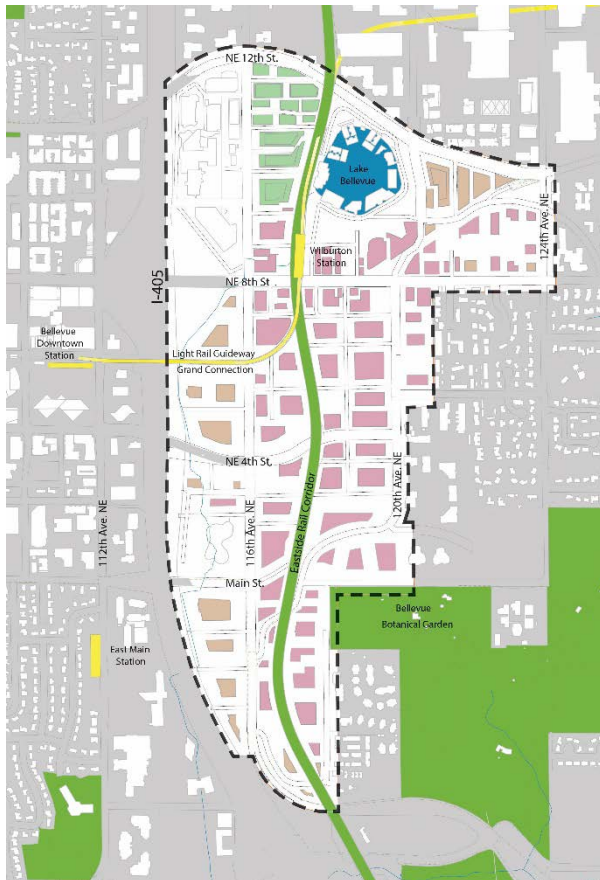 NE 12th St.
Lake
Bellevue
124th Ave. NE
Wilburton
Station
I-405
NE 8th St
Bellevue
Downtown
Station
Light Rail Guideway
Grand Connection
NE 4th St.
Eastside Rail Corridor
120th Ave. NE
116th Ave. NE
112th Ave. NE
Main St.
Bellevue
Botanical Garden
East Main
Station